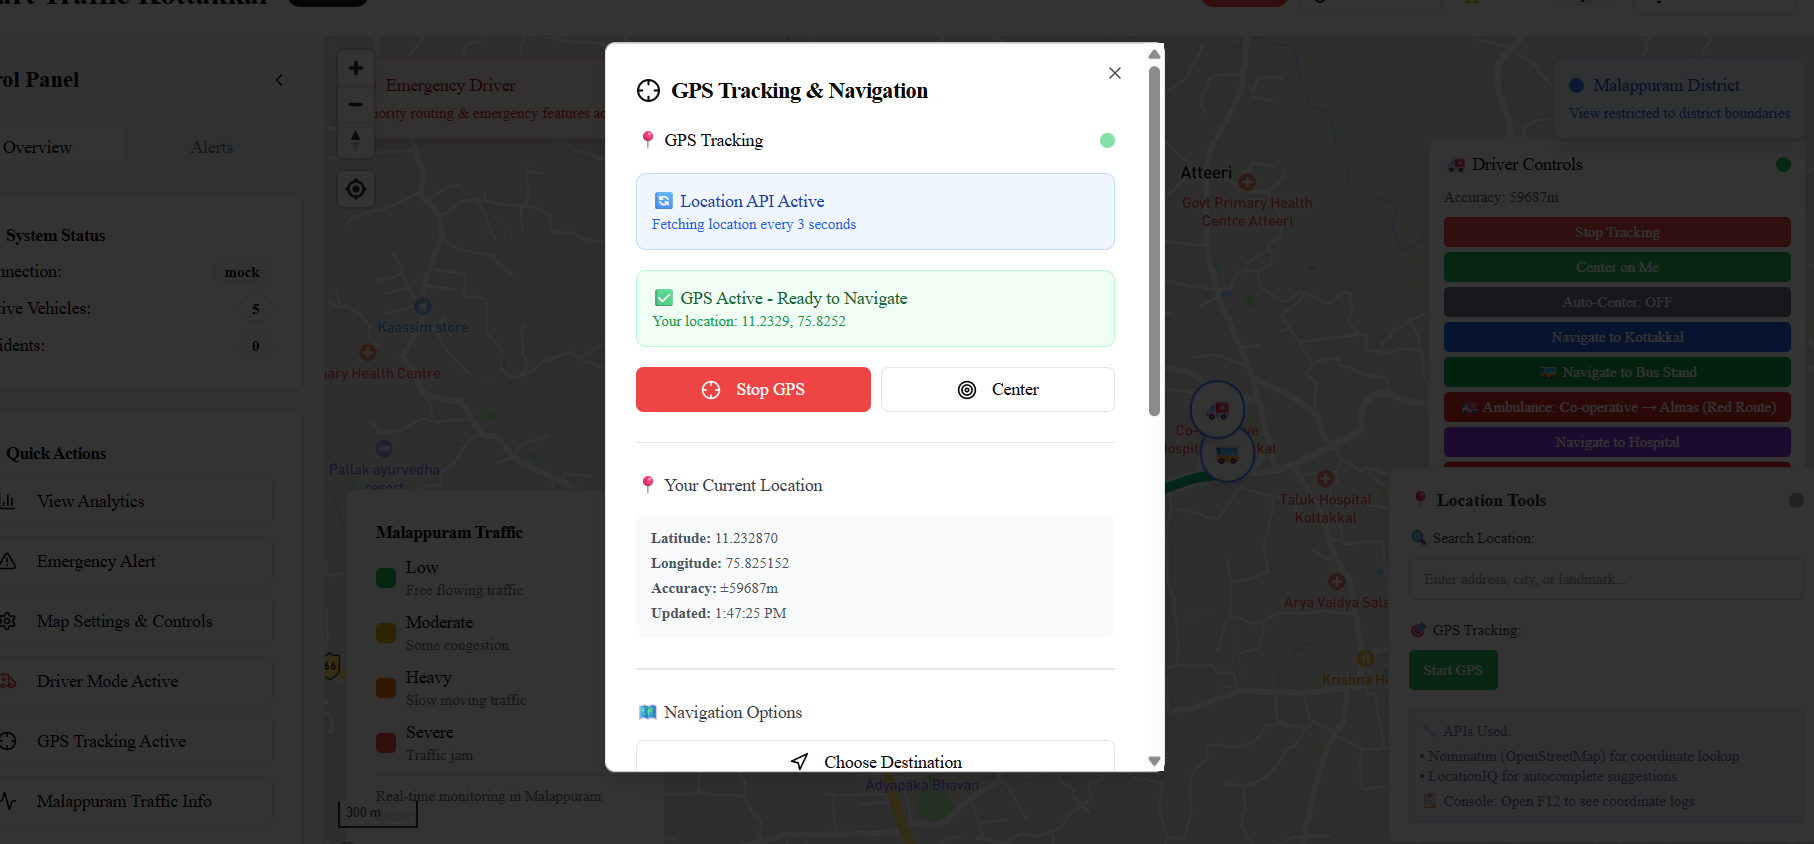 Traffic Kottakkal
rol Panel
Overview
Alerts
System Status
nnection:
mock
tive Vehicles:
5
idents:
0
Quick Actions
View Analytics
Emergency Alert
Map Settings & Controls
Driver Mode Active
GPS Tracking Active
Malappuram Traffic Info
Emergency Driver
iority routing & emergency features ac
Kaassim store
ary Health Centre
Pallak ayurvedha
resort
66
Malappuram Traffic
Low
Free flowing traffic
Moderate
Some congestion
Heavy
Slow moving traffic
Severe
Traffic jam
Real-time monitoring in Malappuram
300 m
GPS Tracking & Navigation
GPS Tracking
Location API Active
Fetching location every 3 seconds
GPS Active - Ready to Navigate
Your location: 11.2329, 75.8252
Stop GPS
Center
Your Current Location
Latitude: 11.232870
Longitude: 75.825152
Accuracy: ±59687m
Updated: 1:47:25 PM
Navigation Options
Choose Destination
Adyapaka Bhavan
Atteeri
Govt Primary Health
Centre Atteeri
Taluk Hospital
Kottakkal
Arya Vaidya Sala
Krishna H
Malappuram District
View restricted to district boundaries
Driver Controls
Accuracy: 59687m
Stop Tracking
Center on Me
Auto-Center: OFF
Navigate to Kottakkal
Navigate to Bus Stand
Ambulance: Co-operative → Almas (Red Route)
Navigate to Hospital
Location Tools
Search Location:
Enter address, city, or landmark...
GPS Tracking:
Start GPS
APIs Used:
• Nominatim (OpenStreetMap) for coordinate lookup
• LocationIQ for autocomplete suggestions
Console: Open F12 to see coordinate logs